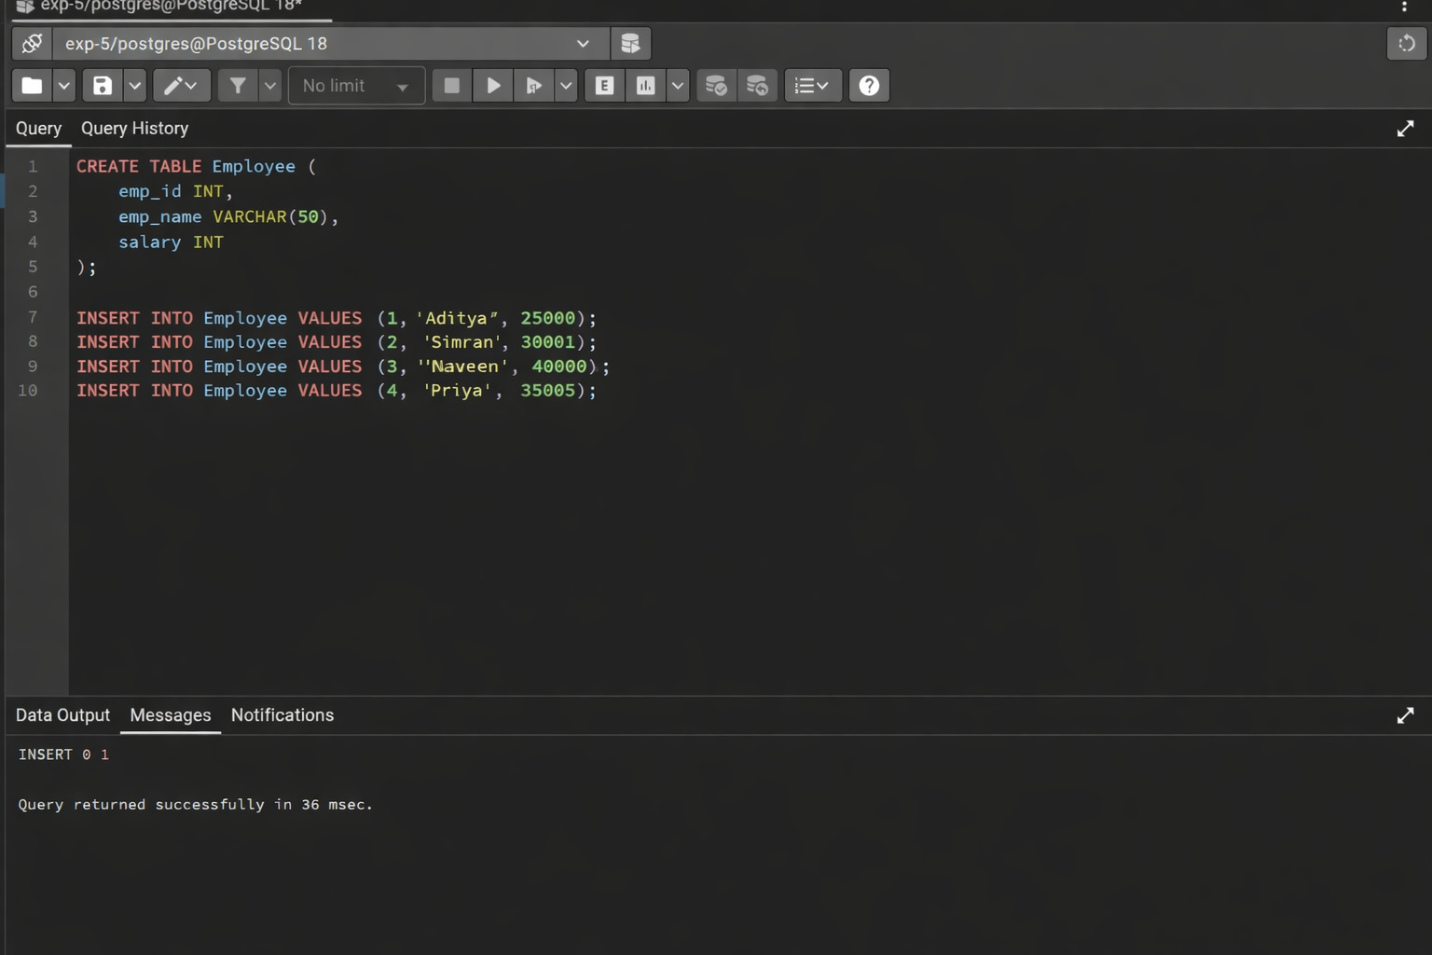 exp-5/postgres@PostgreSQL 18*
exp-5/postgres@PostgreSQL 18
No limit
E
?
Query Query History
1 CREATE TABLE Employee (
2 emp_id INT,
3 emp_name VARCHAR(50),
4 salary INT
5 );
6
7 INSERT INTO Employee VALUES (1, 'Aditya", 25000);
8 INSERT INTO Employee VALUES (2, 'Simran', 30001);
9 INSERT INTO Employee VALUES (3, ''Naveen', 40000);
10 INSERT INTO Employee VALUES (4, 'Priya', 35005);
Data Output Messages Notifications
INSERT 0 1
Query returned successfully in 36 msec.